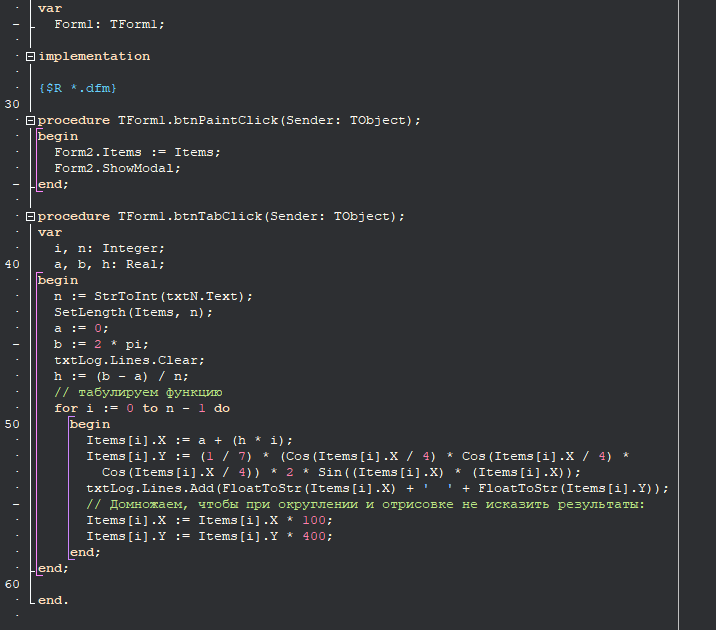 var
  Form1: TForm1;
implementation
{$R *.dfm}
30
procedure TForm1.btnPaintClick(Sender: TObject);
begin
  Form2.Items := Items;
  Form2.ShowModal;
end;
procedure TForm1.btnTabClick(Sender: TObject);
var
  i, n: Integer;
40   a, b, h: Real;
begin
  n := StrToInt(txtN.Text);
  SetLength(Items, n);
  a := 0;
  b := 2 * pi;
  txtLog.Lines.Clear;
  h := (b - a) / n;
  // табулируем функцию
  for i := 0 to n - 1 do
50     begin
      Items[i].X := a + (h * i);
      Items[i].Y := (1 / 7) * (Cos(Items[i].X / 4) * Cos(Items[i].X / 4) *
        Cos(Items[i].X / 4)) * 2 * Sin((Items[i].X) * (Items[i].X));
      txtLog.Lines.Add(FloatToStr(Items[i].X) + '  ' + FloatToStr(Items[i].Y));
      // Домножаем, чтобы при округлении и отрисовке не исказить результаты:
      Items[i].X := Items[i].X * 100;
      Items[i].Y := Items[i].Y * 400;
    end;
end;
60
end.